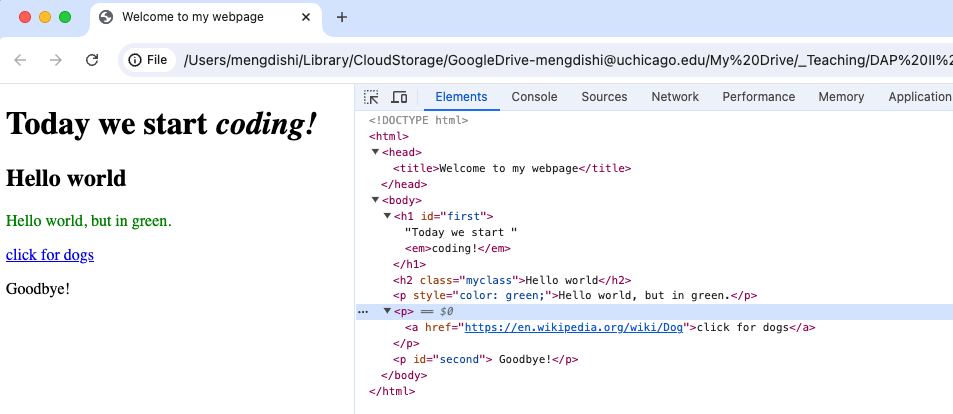 Welcome to my webpage
File /Users/mengdishi/Library/CloudStorage/GoogleDrive-mengdishi@uchicago.edu/My%20Drive/_Teaching/DAP%20II%2
Today we start coding!
Hello world
Hello world, but in green.
click for dogs
Goodbye!
Elements Console Sources Network Performance Memory Application
<!DOCTYPE html>
<html>
<head>
<title>Welcome to my webpage</title>
</head>
<body>
<h1 id="first">
"Today we start "
<em>coding!</em>
</h1>
<h2 class="myclass">Hello world</h2>
<p style="color: green;">Hello world, but in green.</p>
<p> == $0
<a href="https://en.wikipedia.org/wiki/Dog">click for dogs</a>
</p>
<p id="second"> Goodbye!</p>
</body>
</html>